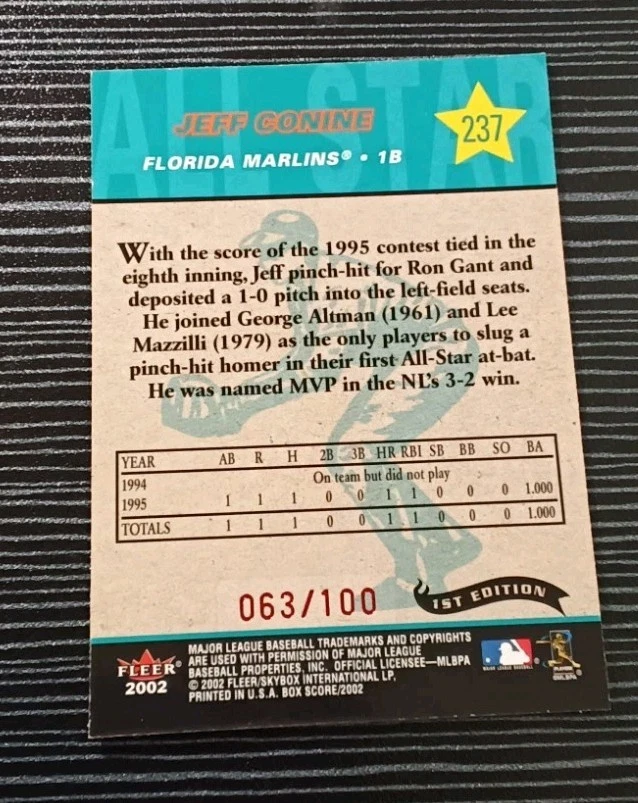 ALL STAR
JEFF CONINE
237
FLORIDA MARLINS® • 1B
With the score of the 1995 contest tied in the
eighth inning, Jeff pinch-hit for Ron Gant and
deposited a 1-0 pitch into the left-field seats.
He joined George Altman (1961) and Lee
Mazzilli (1979) as the only players to slug a
pinch-hit homer in their first All-Star at-bat.
He was named MVP in the NL's 3-2 win.
YEAR AB R H 2B 3B HR RBI SB BB SO BA
1994 On team but did not play
1995 1 1 1 0 0 1 1 0 0 0 1.000
TOTALS 1 1 1 0 0 1 1 0 0 0 1.000
063/100
1ST EDITION
FLEER®
2002
MAJOR LEAGUE BASEBALL TRADEMARKS AND COPYRIGHTS
ARE USED WITH PERMISSION OF MAJOR LEAGUE
BASEBALL PROPERTIES, INC. OFFICIAL LICENSEE—MLBPA
© 2002 FLEER/SKYBOX INTERNATIONAL LP.
PRINTED IN U.S.A. BOX SCORE/2002